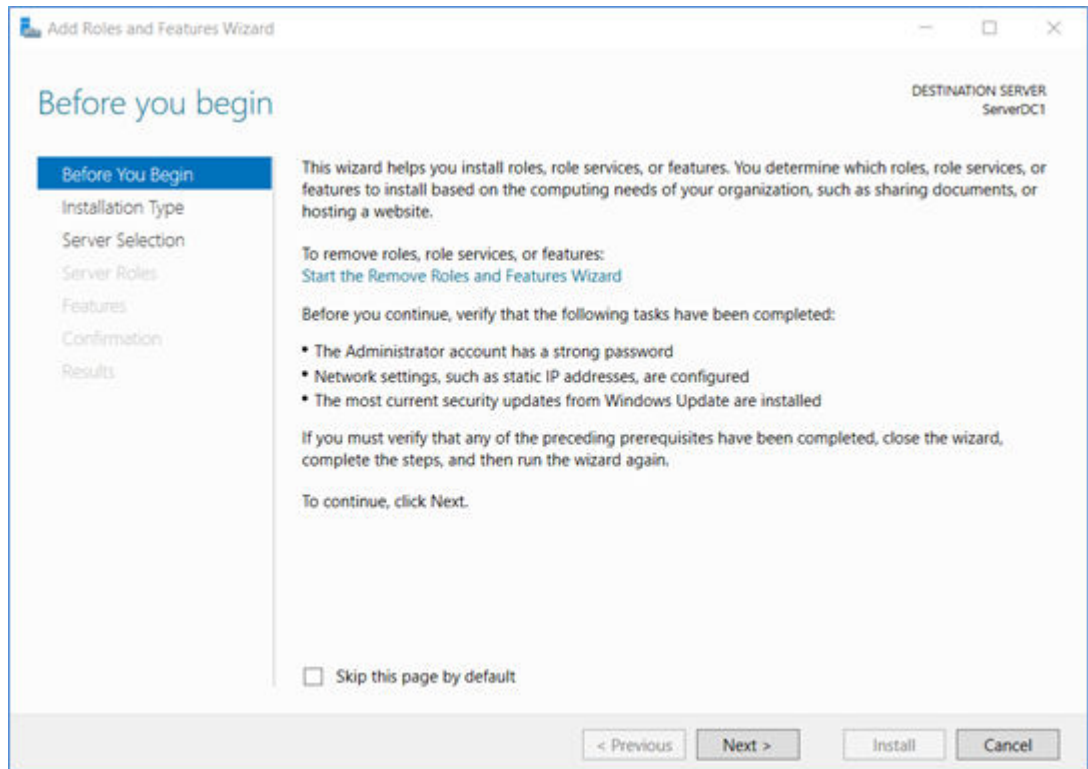 Add Roles and Features Wizard
Before you begin
DESTINATION SERVER
ServerDC1
Before You Begin
Installation Type
Server Selection
Server Roles
Features
Confirmation
Results
This wizard helps you install roles, role services, or features. You determine which roles, role services, or
features to install based on the computing needs of your organization, such as sharing documents, or
hosting a website.
To remove roles, role services, or features:
Start the Remove Roles and Features Wizard
Before you continue, verify that the following tasks have been completed:
• The Administrator account has a strong password
• Network settings, such as static IP addresses, are configured
• The most current security updates from Windows Update are installed
If you must verify that any of the preceding prerequisites have been completed, close the wizard,
complete the steps, and then run the wizard again.
To continue, click Next.
Skip this page by default
< Previous
Next >
Install
Cancel